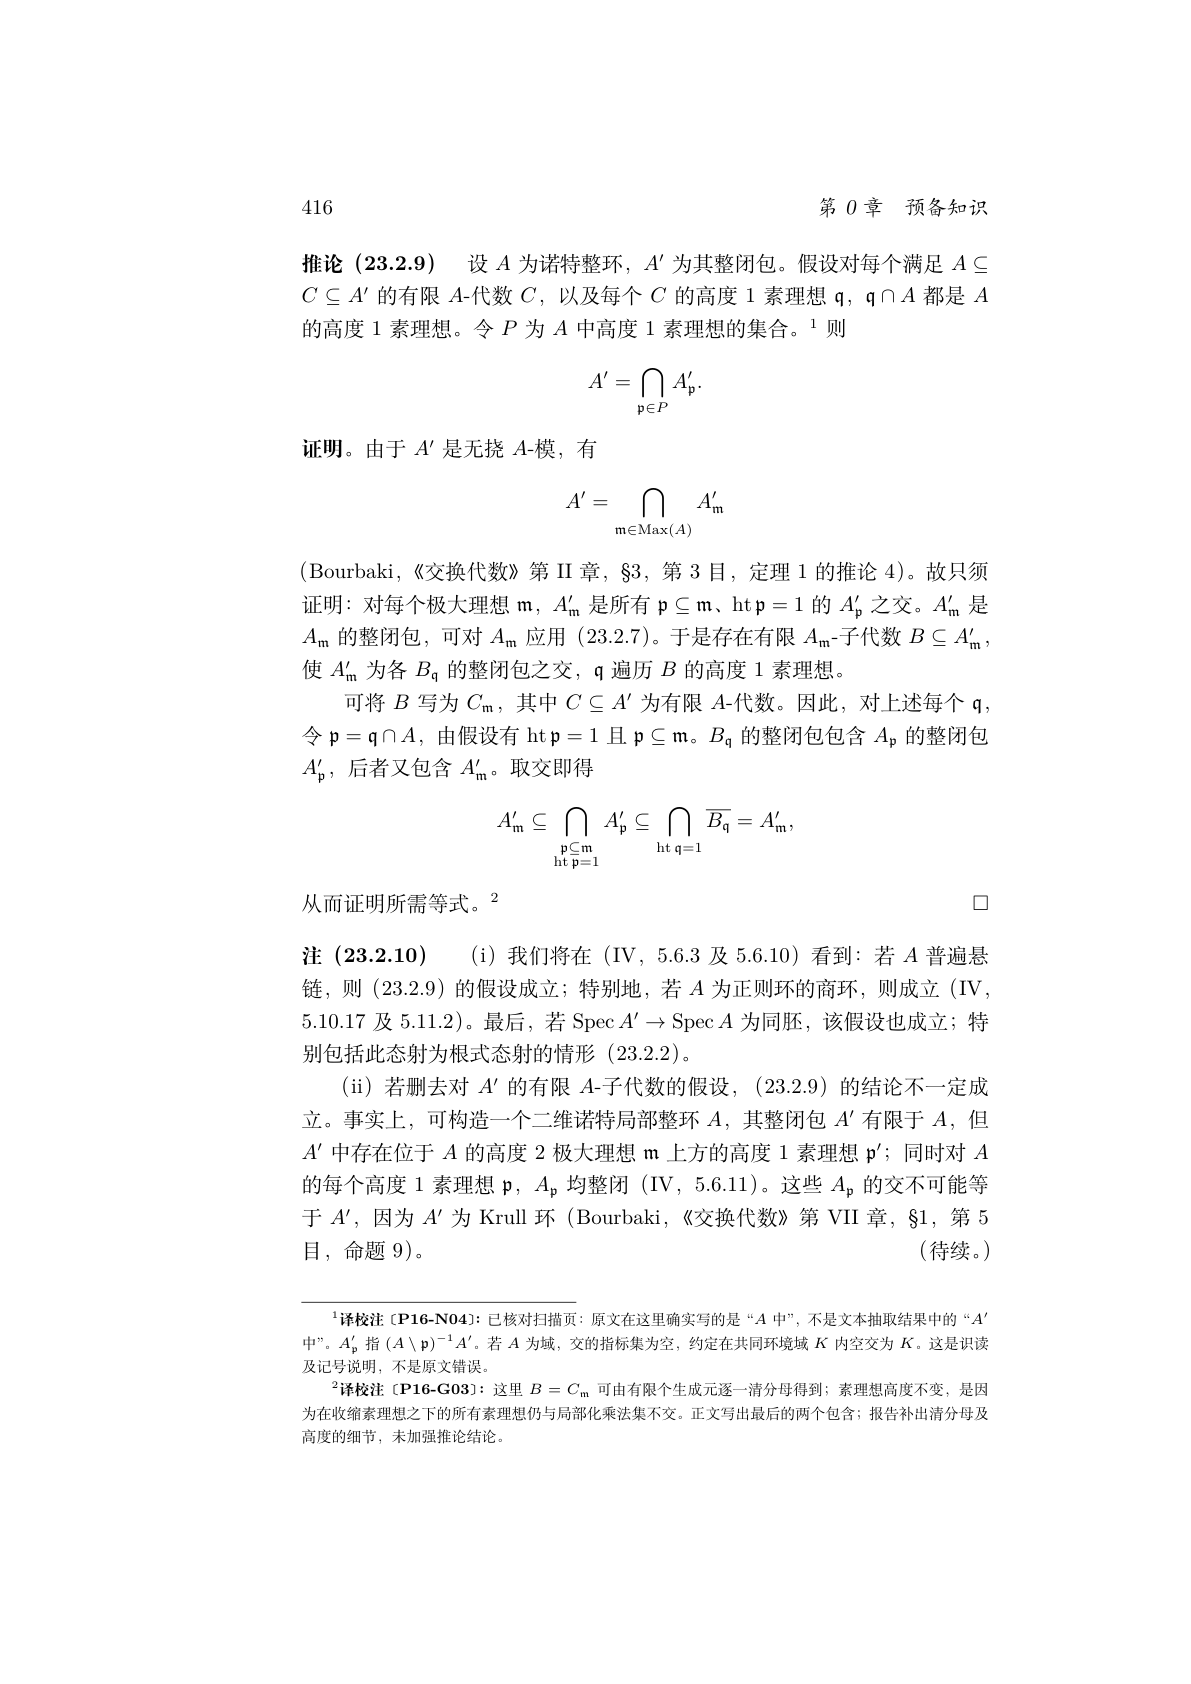 416 第 0 章 预备知识
推论（23.2.9） 设 A 为诺特整环，A′ 为其整闭包。假设对每个满足 A ⊆
C ⊆ A′ 的有限 A-代数 C，以及每个 C 的高度 1 素理想 𝔮，𝔮 ∩ A 都是 A
的高度 1 素理想。令 P 为 A 中高度 1 素理想的集合。¹ 则
A′ = ⋂_{𝔭∈P} A′_𝔭.
证明。由于 A′ 是无挠 A-模，有
A′ = ⋂_{𝔪∈Max(A)} A′_𝔪
（Bourbaki，《交换代数》第 II 章，§3，第 3 目，定理 1 的推论 4）。故只须
证明：对每个极大理想 𝔪，A′_𝔪 是所有 𝔭 ⊆ 𝔪、ht 𝔭 = 1 的 A′_𝔭 之交。A′_𝔪 是
A_𝔪 的整闭包，可对 A_𝔪 应用（23.2.7）。于是存在有限 A_𝔪-子代数 B ⊆ A′_𝔪，
使 A′_𝔪 为各 B_𝔮 的整闭包之交，𝔮 遍历 B 的高度 1 素理想。
可将 B 写为 C_𝔪，其中 C ⊆ A′ 为有限 A-代数。因此，对上述每个 𝔮，
令 𝔭 = 𝔮 ∩ A，由假设有 ht 𝔭 = 1 且 𝔭 ⊆ 𝔪。B_𝔮 的整闭包包含 A_𝔭 的整闭包
A′_𝔭，后者又包含 A′_𝔪。取交即得
A′_𝔪 ⊆ ⋂_{𝔭⊆𝔪, ht 𝔭=1} A′_𝔭 ⊆ ⋂_{ht 𝔮=1} \overline{B_𝔮} = A′_𝔪,
从而证明所需等式。² □
注（23.2.10） （i）我们将在（IV，5.6.3 及 5.6.10）看到：若 A 普遍悬
链，则（23.2.9）的假设成立；特别地，若 A 为正则环的商环，则成立（IV，
5.10.17 及 5.11.2）。最后，若 Spec A′ → Spec A 为同胚，该假设也成立；特
别包括此态射为根式态射的情形（23.2.2）。
（ii）若删去对 A′ 的有限 A-子代数的假设，（23.2.9）的结论不一定成
立。事实上，可构造一个二维诺特局部整环 A，其整闭包 A′ 有限于 A，但
A′ 中存在位于 A 的高度 2 极大理想 𝔪 上方的高度 1 素理想 𝔭′；同时对 A
的每个高度 1 素理想 𝔭，A_𝔭 均整闭（IV，5.6.11）。这些 A_𝔭 的交不可能等
于 A′，因为 A′ 为 Krull 环（Bourbaki，《交换代数》第 VII 章，§1，第 5
目，命题 9）。 （待续。）
¹译校注〔P16-N04〕：已核对扫描页：原文在这里确实写的是 “A 中”，不是文本抽取结果中的 “A′
中”。A′_𝔭 指 (A \ 𝔭)⁻¹A′。若 A 为域，交的指标集为空，约定在共同环境域 K 内空交为 K。这是识读
及记号说明，不是原文错误。
²译校注〔P16-G03〕：这里 B = C_𝔪 可由有限个生成元逐一清分母得到；素理想高度不变，是因
为在收缩素理想之下的所有素理想仍与局部化乘法集不交。正文写出最后的两个包含；报告补出清分母及
高度的细节，未加强推论结论。